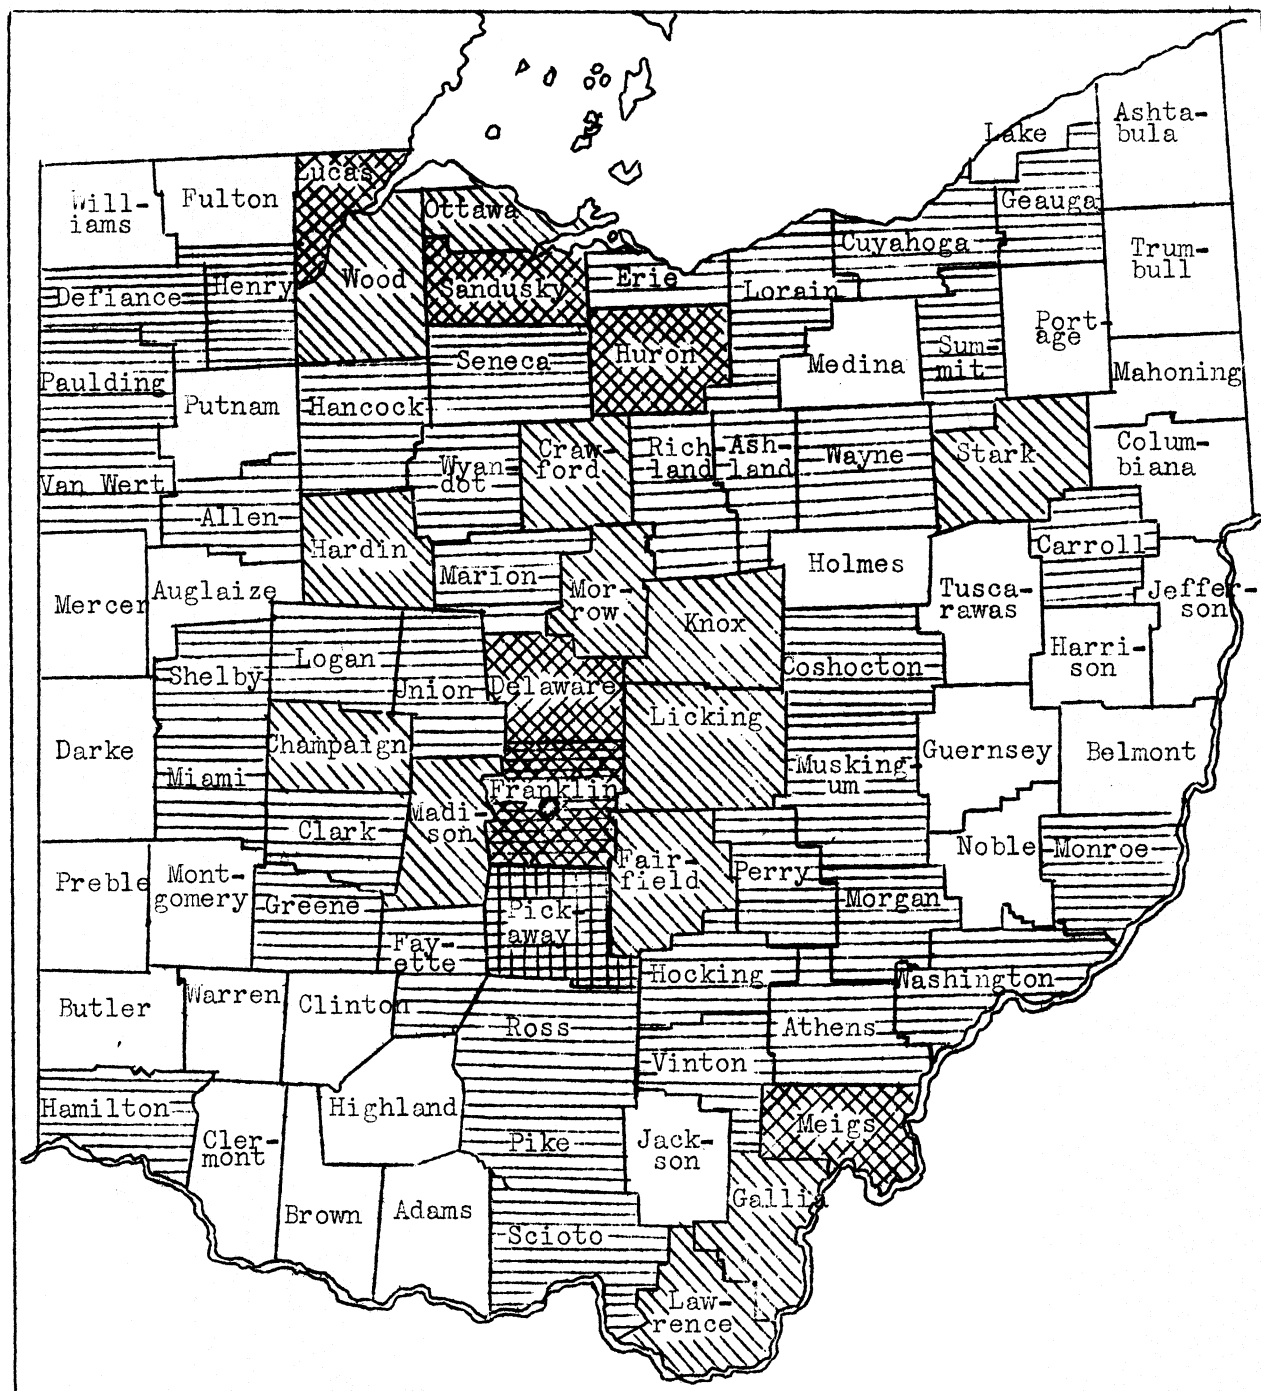 Ashta-
bula
Lake
Lucas
Will-
iams
Fulton
Ottawa
Geauga
Cuyahoga
Trum-
bull
Defiance
Henry
Wood
Sandusky
Erie
Lorain
Port-
age
Paulding
Seneca
Huron
Medina
Sum-
mit
Mahoning
Putnam
Hancock
Van Wert
Allen
Wyan-
dot
Craw-
ford
Rich
land
Ash-
land
Wayne
Stark
Colum-
biana
Hardin
Marion
Mor-
row
Holmes
Carroll
Mercer
Auglaize
Knox
Tusca-
rawas
Jeffer-
son
Shelby
Logan
Union
Delaware
Coshocton
Harri-
son
Darke
Miami
Champaign
Licking
Musking-
um
Guernsey
Belmont
Clark
Madi-
son
Franklin
Noble
Monroe
Preble
Mont-
gomery
Greene
Fay-
ette
Pick-
away
Fair-
field
Perry
Morgan
Butler
Warren
Clinton
Ross
Hocking
Washington
Vinton
Athens
Hamilton
Cler-
mont
Highland
Pike
Jack-
son
Meigs
Brown
Adams
Scioto
Gallia
Law-
rence